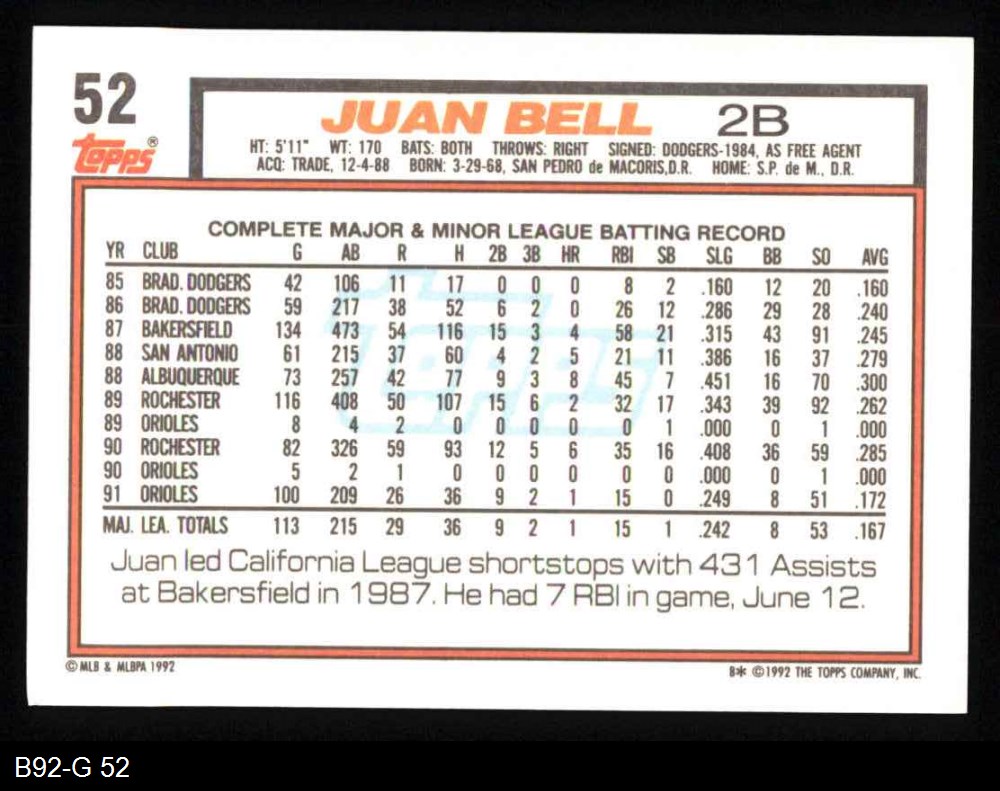 52
topps®
JUAN BELL 2B
HT: 5'11" WT: 170 BATS: BOTH THROWS: RIGHT SIGNED: DODGERS-1984, AS FREE AGENT
ACQ: TRADE, 12-4-88 BORN: 3-29-68, SAN PEDRO de MACORIS,D.R. HOME: S.P. de M., D.R.
COMPLETE MAJOR & MINOR LEAGUE BATTING RECORD
YR CLUB G AB R H 2B 3B HR RBI SB SLG BB SO AVG
85 BRAD. DODGERS 42 106 11 17 0 0 0 8 2 .160 12 20 .160
86 BRAD. DODGERS 59 217 38 52 6 2 0 26 12 .286 29 28 .240
87 BAKERSFIELD 134 473 54 116 15 3 4 58 21 .315 43 91 .245
88 SAN ANTONIO 61 215 37 60 4 2 5 21 11 .386 16 37 .279
88 ALBUQUERQUE 73 257 42 77 9 3 8 45 7 .451 16 70 .300
89 ROCHESTER 116 408 50 107 15 6 2 32 17 .343 39 92 .262
89 ORIOLES 8 4 2 0 0 0 0 0 1 .000 0 1 .000
90 ROCHESTER 82 326 59 93 12 5 6 35 16 .408 36 59 .285
90 ORIOLES 5 2 1 0 0 0 0 0 0 .000 0 1 .000
91 ORIOLES 100 209 26 36 9 2 1 15 0 .249 8 51 .172
MAJ. LEA. TOTALS 113 215 29 36 9 2 1 15 1 .242 8 53 .167
topps
Juan led California League shortstops with 431 Assists
at Bakersfield in 1987. He had 7 RBI in game, June 12.
© MLB & MLBPA 1992
B* © 1992 THE TOPPS COMPANY, INC.
B92-G 52